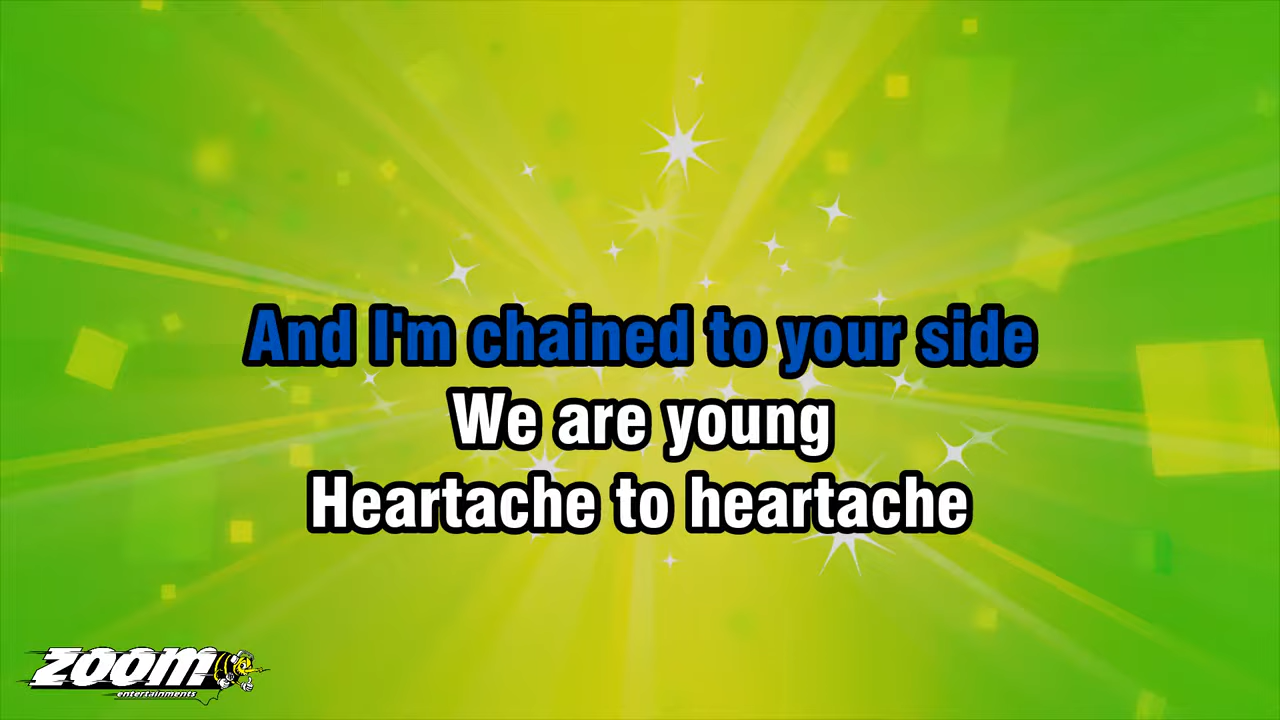 And I'm chained to your side
We are young
Heartache to heartache
ZOOM
entertainments